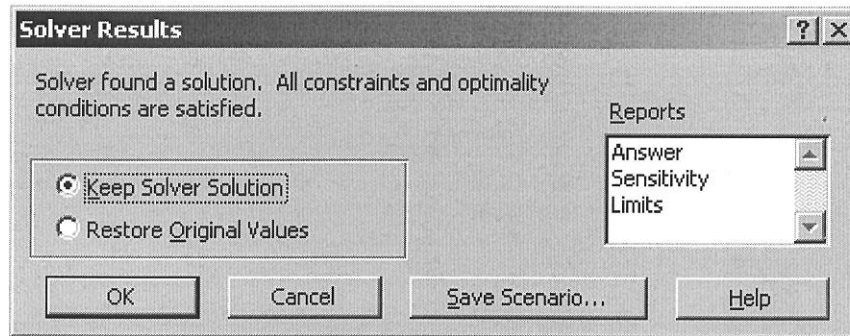 Solver Results
Solver found a solution. All constraints and optimality
conditions are satisfied.
Reports
Answer
Sensitivity
Limits
Keep Solver Solution
Restore Original Values
OK
Cancel
Save Scenario...
Help